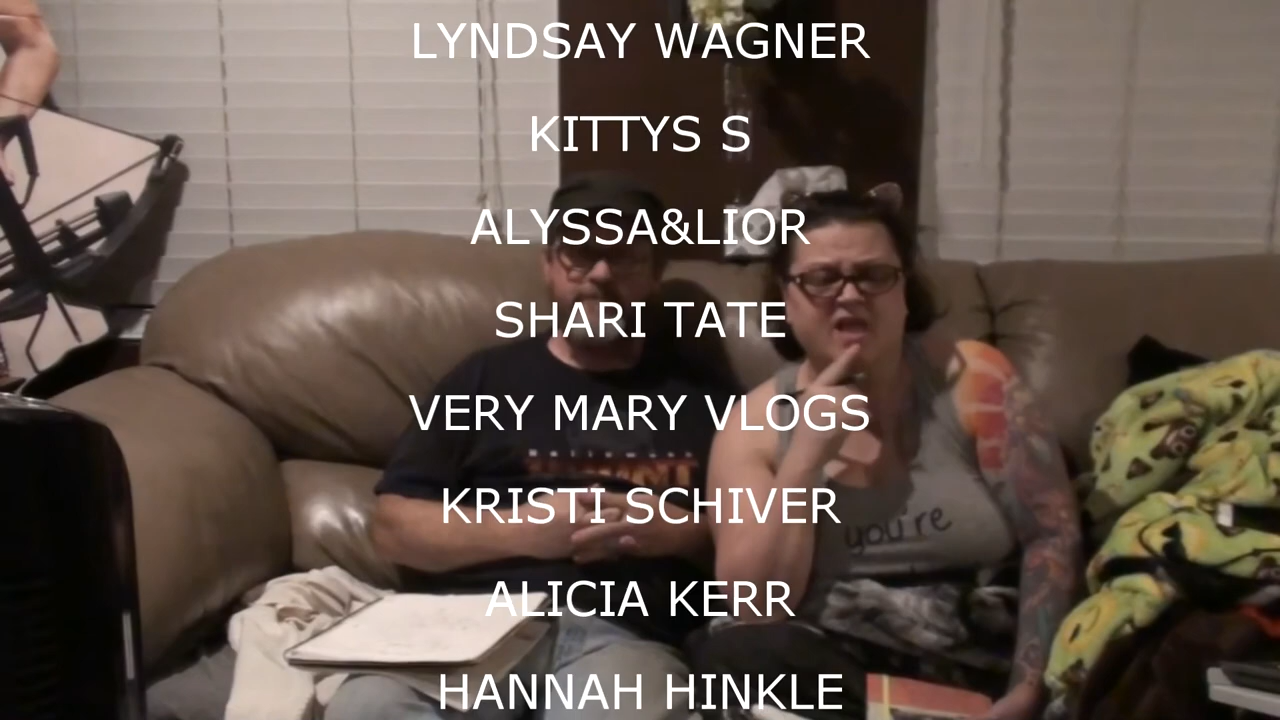 LYNDSAY WAGNER
KITTYS S
ALYSSA&LIOR
SHARI TATE
VERY MARY VLOGS
KRISTI SCHIVER
ALICIA KERR
HANNAH HINKLE
you're